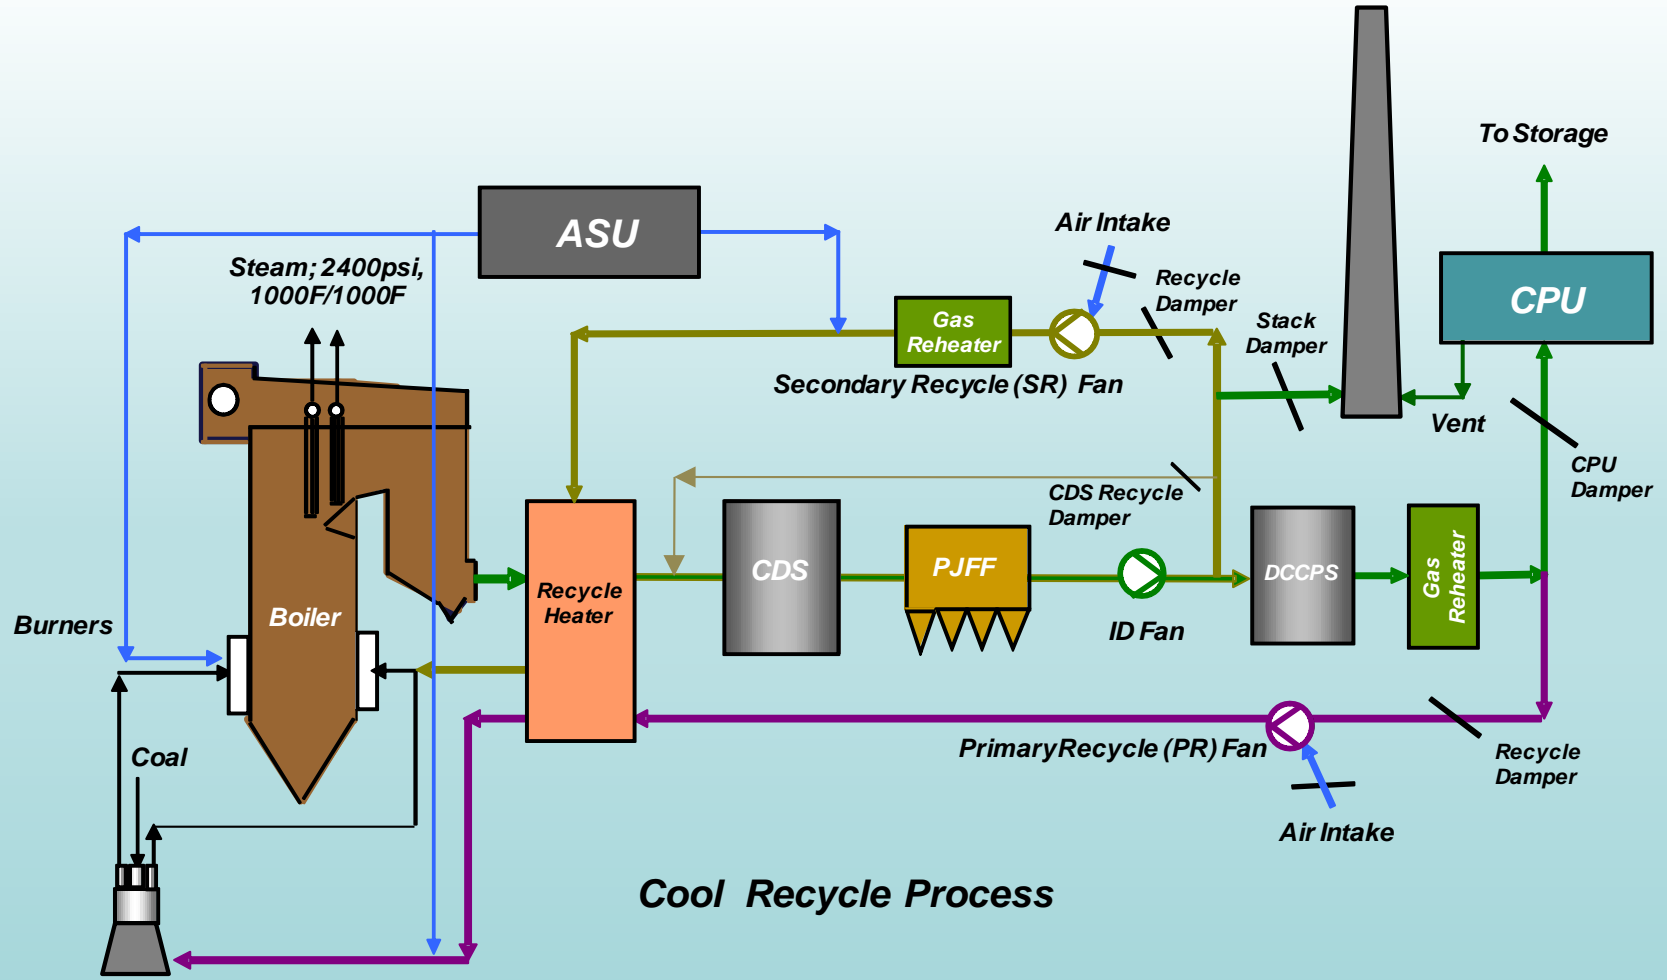 To Storage
ASU
Air Intake
Steam; 2400psi,
1000F/1000F
Recycle
Damper
CPU
Gas
Reheater
Stack
Damper
Secondary Recycle (SR) Fan
Vent
CPU
Damper
CDS Recycle
Damper
Recycle
Heater
CDS
PJFF
DCCPS
Gas
Reheater
Boiler
Burners
ID Fan
Coal
Primary Recycle (PR) Fan
Recycle
Damper
Air Intake
Cool Recycle Process